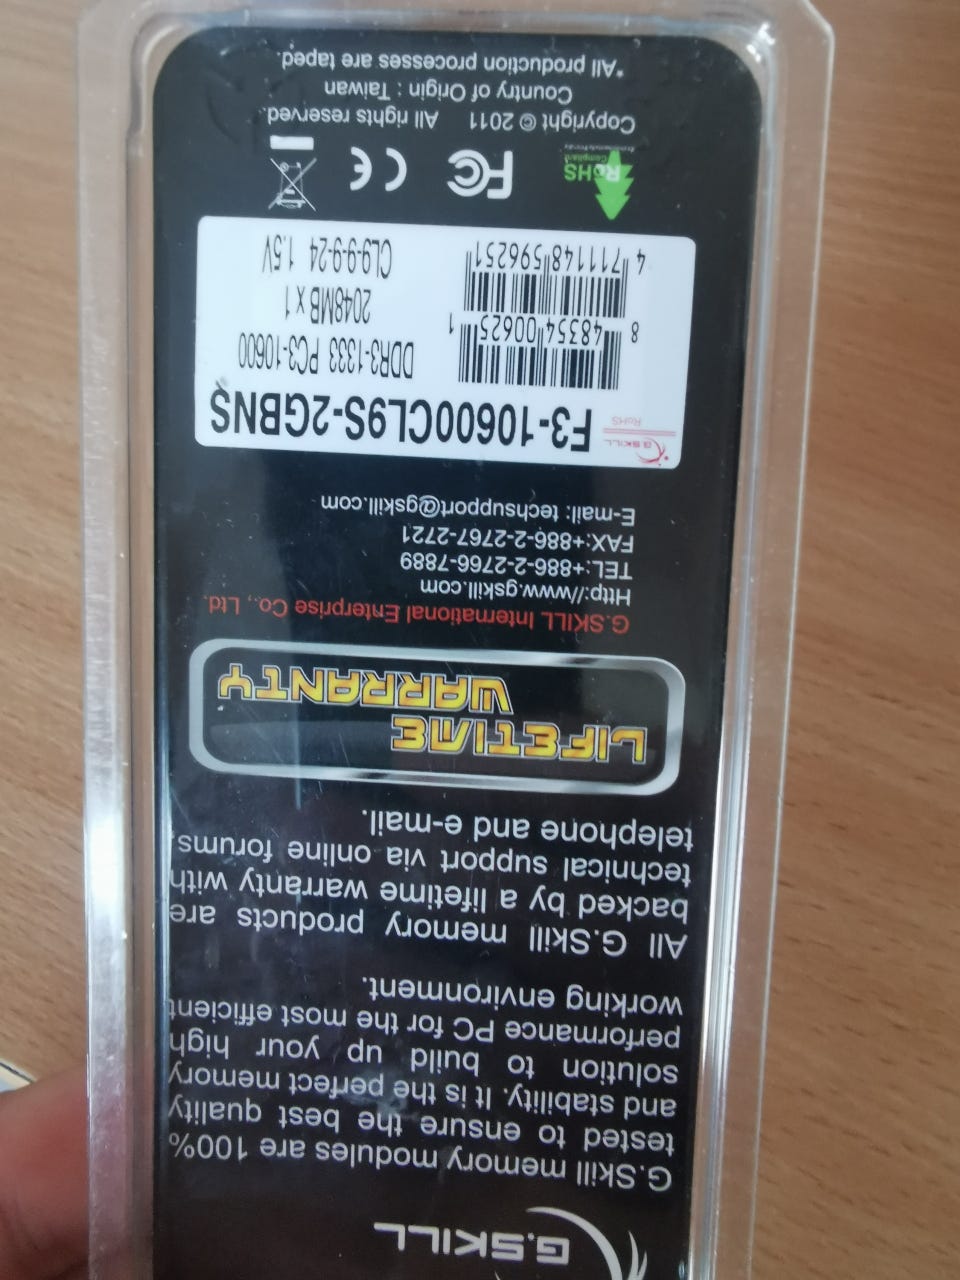 G.SKILL
G.Skill memory modules are 100%
tested to ensure the best quality
and stability. It is the perfect memory
solution to build up your high
performance PC for the most efficient
working environment.
All G.Skill memory products are
backed by a lifetime warranty with
technical support via online forums,
telephone and e-mail.
LIFETIME
WARRANTY
G.SKILL International Enterprise Co., Ltd.
Http://www.gskill.com
TEL:+886-2-2766-7889
FAX:+886-2-2767-2721
E-mail: techsupport@gskill.com
G.SKILL
RoHS
F3-10600CL9S-2GBNS
DDR3-1333 PC3-10600
2048MB x 1
CL9-9-9-24 1.5V
8 48354 00625 1
4 711148 596251
RoHS
Compliant
FC
CE
Copyright © 2011 All rights reserved.
Country of Origin : Taiwan
*All production processes are taped.